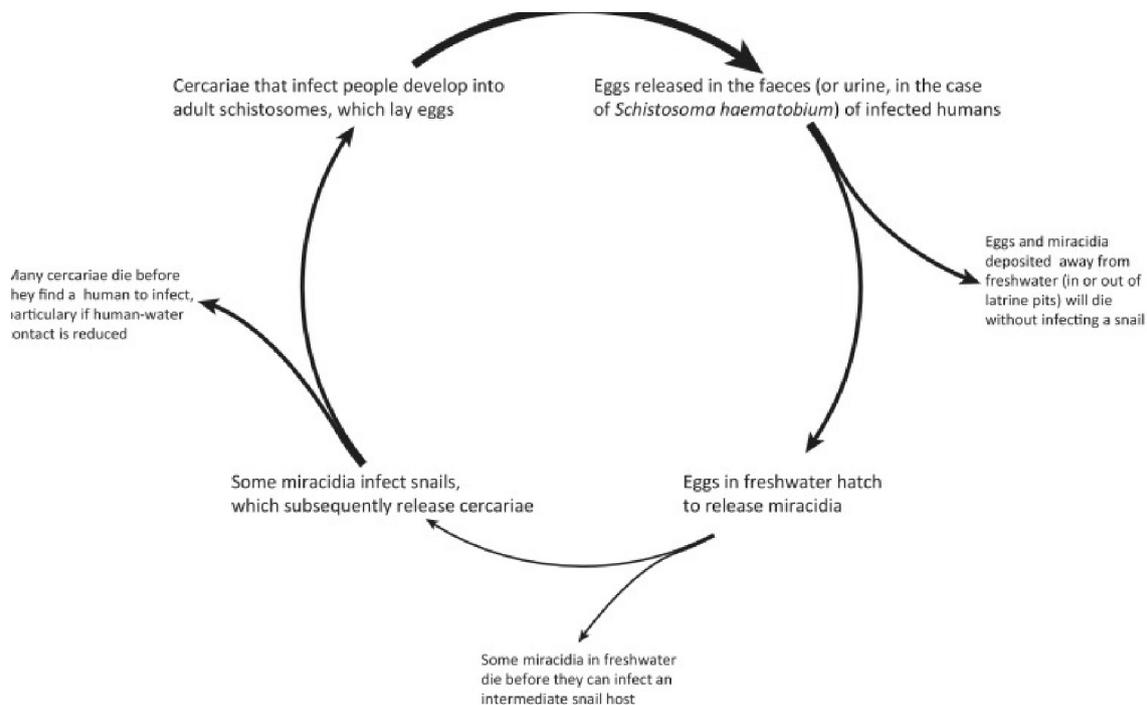 Cercariae that infect people develop into
adult schistosomes, which lay eggs
Eggs released in the faeces (or urine, in the case
of Schistosoma haematobium) of infected humans
Eggs and miracidia
deposited away from
freshwater (in or out of
latrine pits) will die
without infecting a snail
Many cercariae die before
they find a human to infect,
particulary if human-water
contact is reduced
Some miracidia infect snails,
which subsequently release cercariae
Eggs in freshwater hatch
to release miracidia
Some miracidia in freshwater
die before they can infect an
intermediate snail host